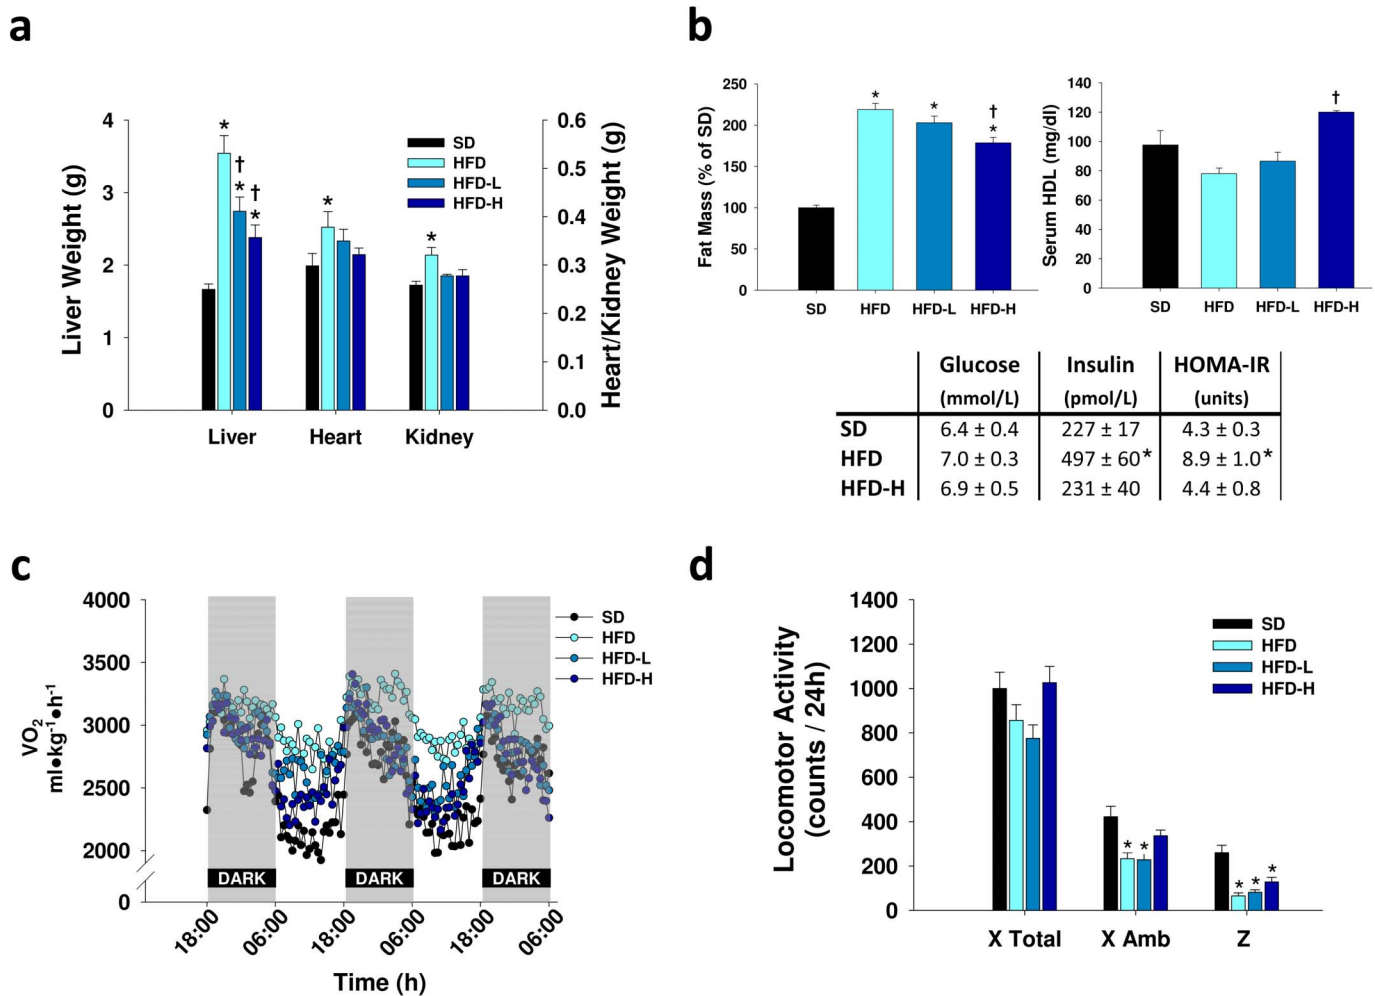 a
Liver Weight (g)
4
3
2
1
0
*
†
*
†
*
*
*
SD
HFD
HFD-L
HFD-H
0.6
0.5
0.4
0.3
0.2
0.1
0.0
Heart/Kidney Weight (g)
Liver Heart Kidney
b
Fat Mass (% of SD)
250
200
150
100
50
0
*
*
†
*
SD HFD HFD-L HFD-H
Serum HDL (mg/dl)
140
120
100
80
60
40
20
0
†
SD HFD HFD-L HFD-H
Glucose Insulin HOMA-IR
(mmol/L) (pmol/L) (units)
SD 6.4 ± 0.4 227 ± 17 4.3 ± 0.3
HFD 7.0 ± 0.3 497 ± 60* 8.9 ± 1.0*
HFD-H 6.9 ± 0.5 231 ± 40 4.4 ± 0.8
c
VO₂
ml•kg⁻¹•h⁻¹
4000
3500
3000
2500
2000
0
DARK DARK DARK
SD
HFD
HFD-L
HFD-H
18:00 06:00 18:00 06:00 18:00 06:00
Time (h)
d
Locomotor Activity
(counts / 24h)
1400
1200
1000
800
600
400
200
0
* *
* * *
SD
HFD
HFD-L
HFD-H
X Total X Amb Z